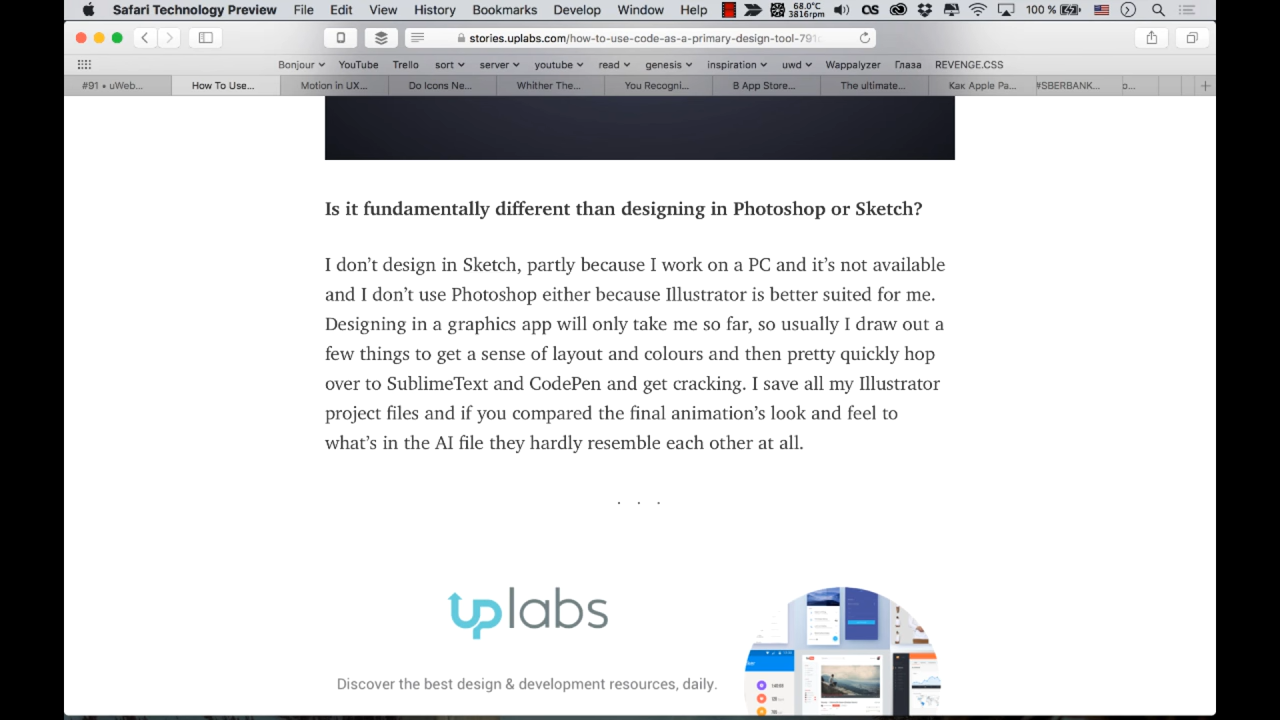 Safari Technology Preview File Edit View History Bookmarks Develop Window Help 68.0°C 3816rpm 100 %
stories.uplabs.com/how-to-use-code-as-a-primary-design-tool-791
Bonjour YouTube Trello sort server youtube read genesis inspiration uwd Wappalyzer Глаза REVENGE.CSS
#91 • uWeb... How To Use... Motion in UX... Do Icons Ne... Whither The... You Recogni... В App Store... The ultimate... Как Apple Pa... #SBERBANK...
Is it fundamentally different than designing in Photoshop or Sketch?
I don’t design in Sketch, partly because I work on a PC and it’s not available
and I don’t use Photoshop either because Illustrator is better suited for me.
Designing in a graphics app will only take me so far, so usually I draw out a
few things to get a sense of layout and colours and then pretty quickly hop
over to SublimeText and CodePen and get cracking. I save all my Illustrator
project files and if you compared the final animation’s look and feel to
what’s in the AI file they hardly resemble each other at all.
. . .
uplabs
Discover the best design & development resources, daily.